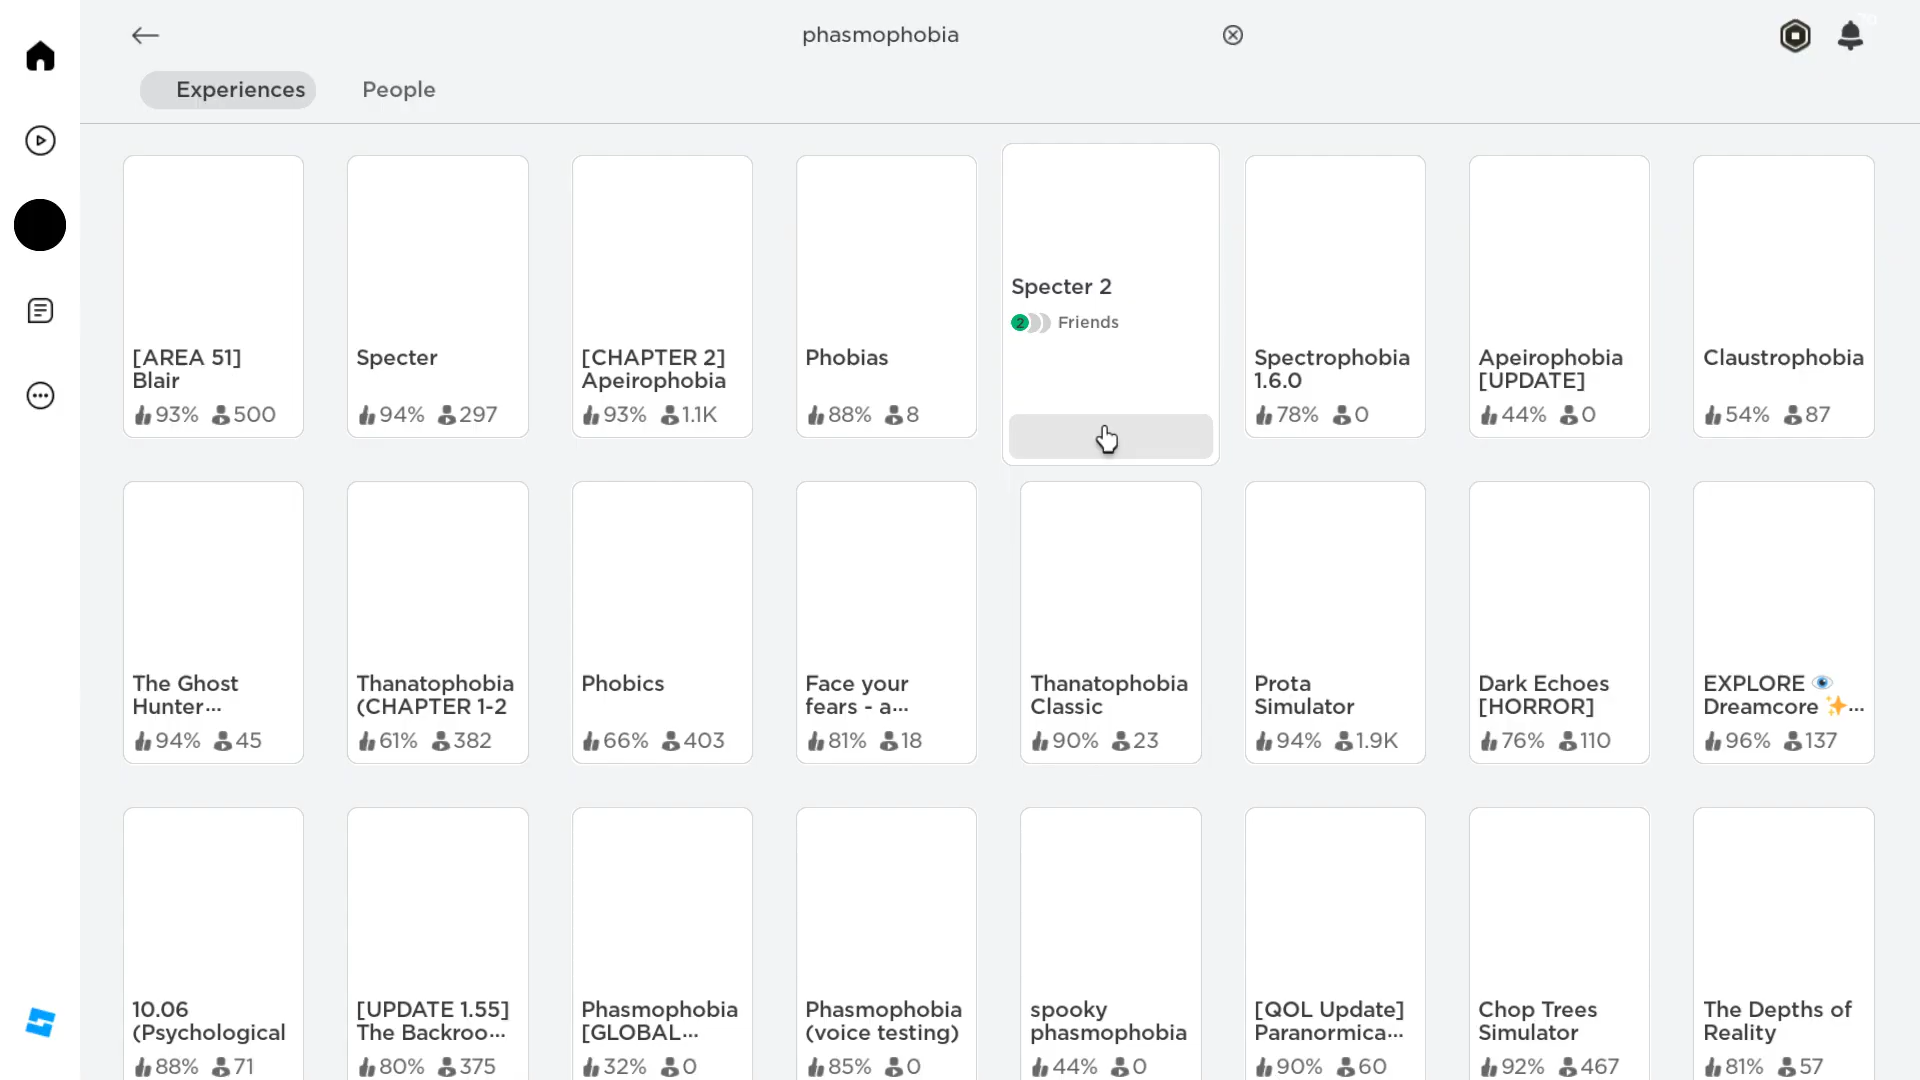 phasmophobia
Experiences
People
[AREA 51]
Blair
93% 500
Specter
94% 297
[CHAPTER 2]
Apeirophobia
93% 1.1K
Phobias
88% 8
Specter 2
2 Friends
Spectrophobia
1.6.0
78% 0
Apeirophobia
[UPDATE]
44% 0
Claustrophobia
54% 87
The Ghost
Hunter...
94% 45
Thanatophobia
(CHAPTER 1-2
61% 382
Phobics
66% 403
Face your
fears - a...
81% 18
Thanatophobia
Classic
90% 23
Prota
Simulator
94% 1.9K
Dark Echoes
[HORROR]
76% 110
EXPLORE 👁️
Dreamcore ✨...
96% 137
10.06
(Psychological
88% 71
[UPDATE 1.55]
The Backroo...
80% 375
Phasmophobia
[GLOBAL...
32% 0
Phasmophobia
(voice testing)
85% 0
spooky
phasmophobia
44% 0
[QOL Update]
Paranormica...
90% 60
Chop Trees
Simulator
92% 467
The Depths of
Reality
81% 57